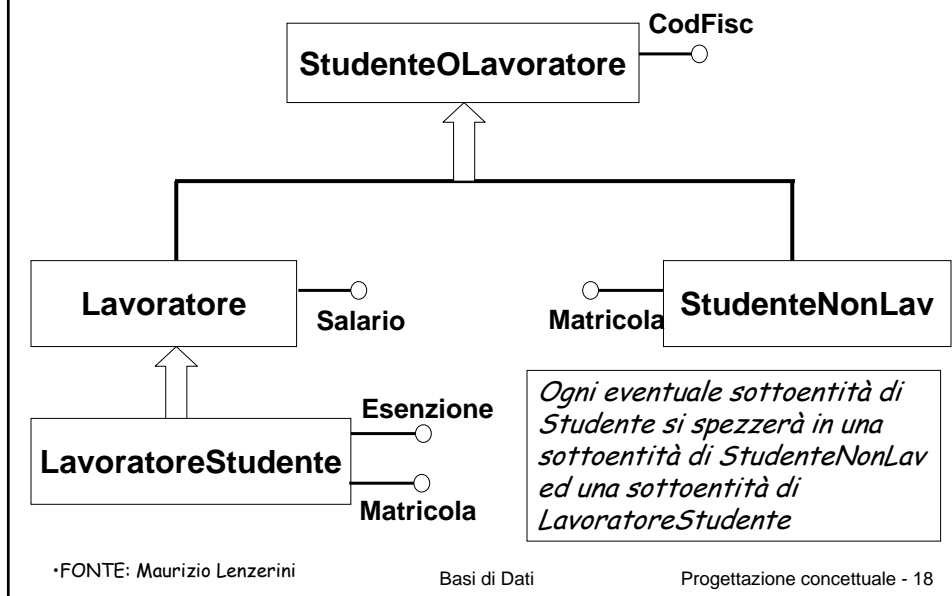 CodFisc
StudenteOLavoratore
Lavoratore
Salario
Matricola
StudenteNonLav
Esenzione
LavoratoreStudente
Matricola
Ogni eventuale sottoentità di
Studente si spezzerà in una
sottoentità di StudenteNonLav
ed una sottoentità di
LavoratoreStudente
•FONTE: Maurizio Lenzerini
Basi di Dati
Progettazione concettuale - 18